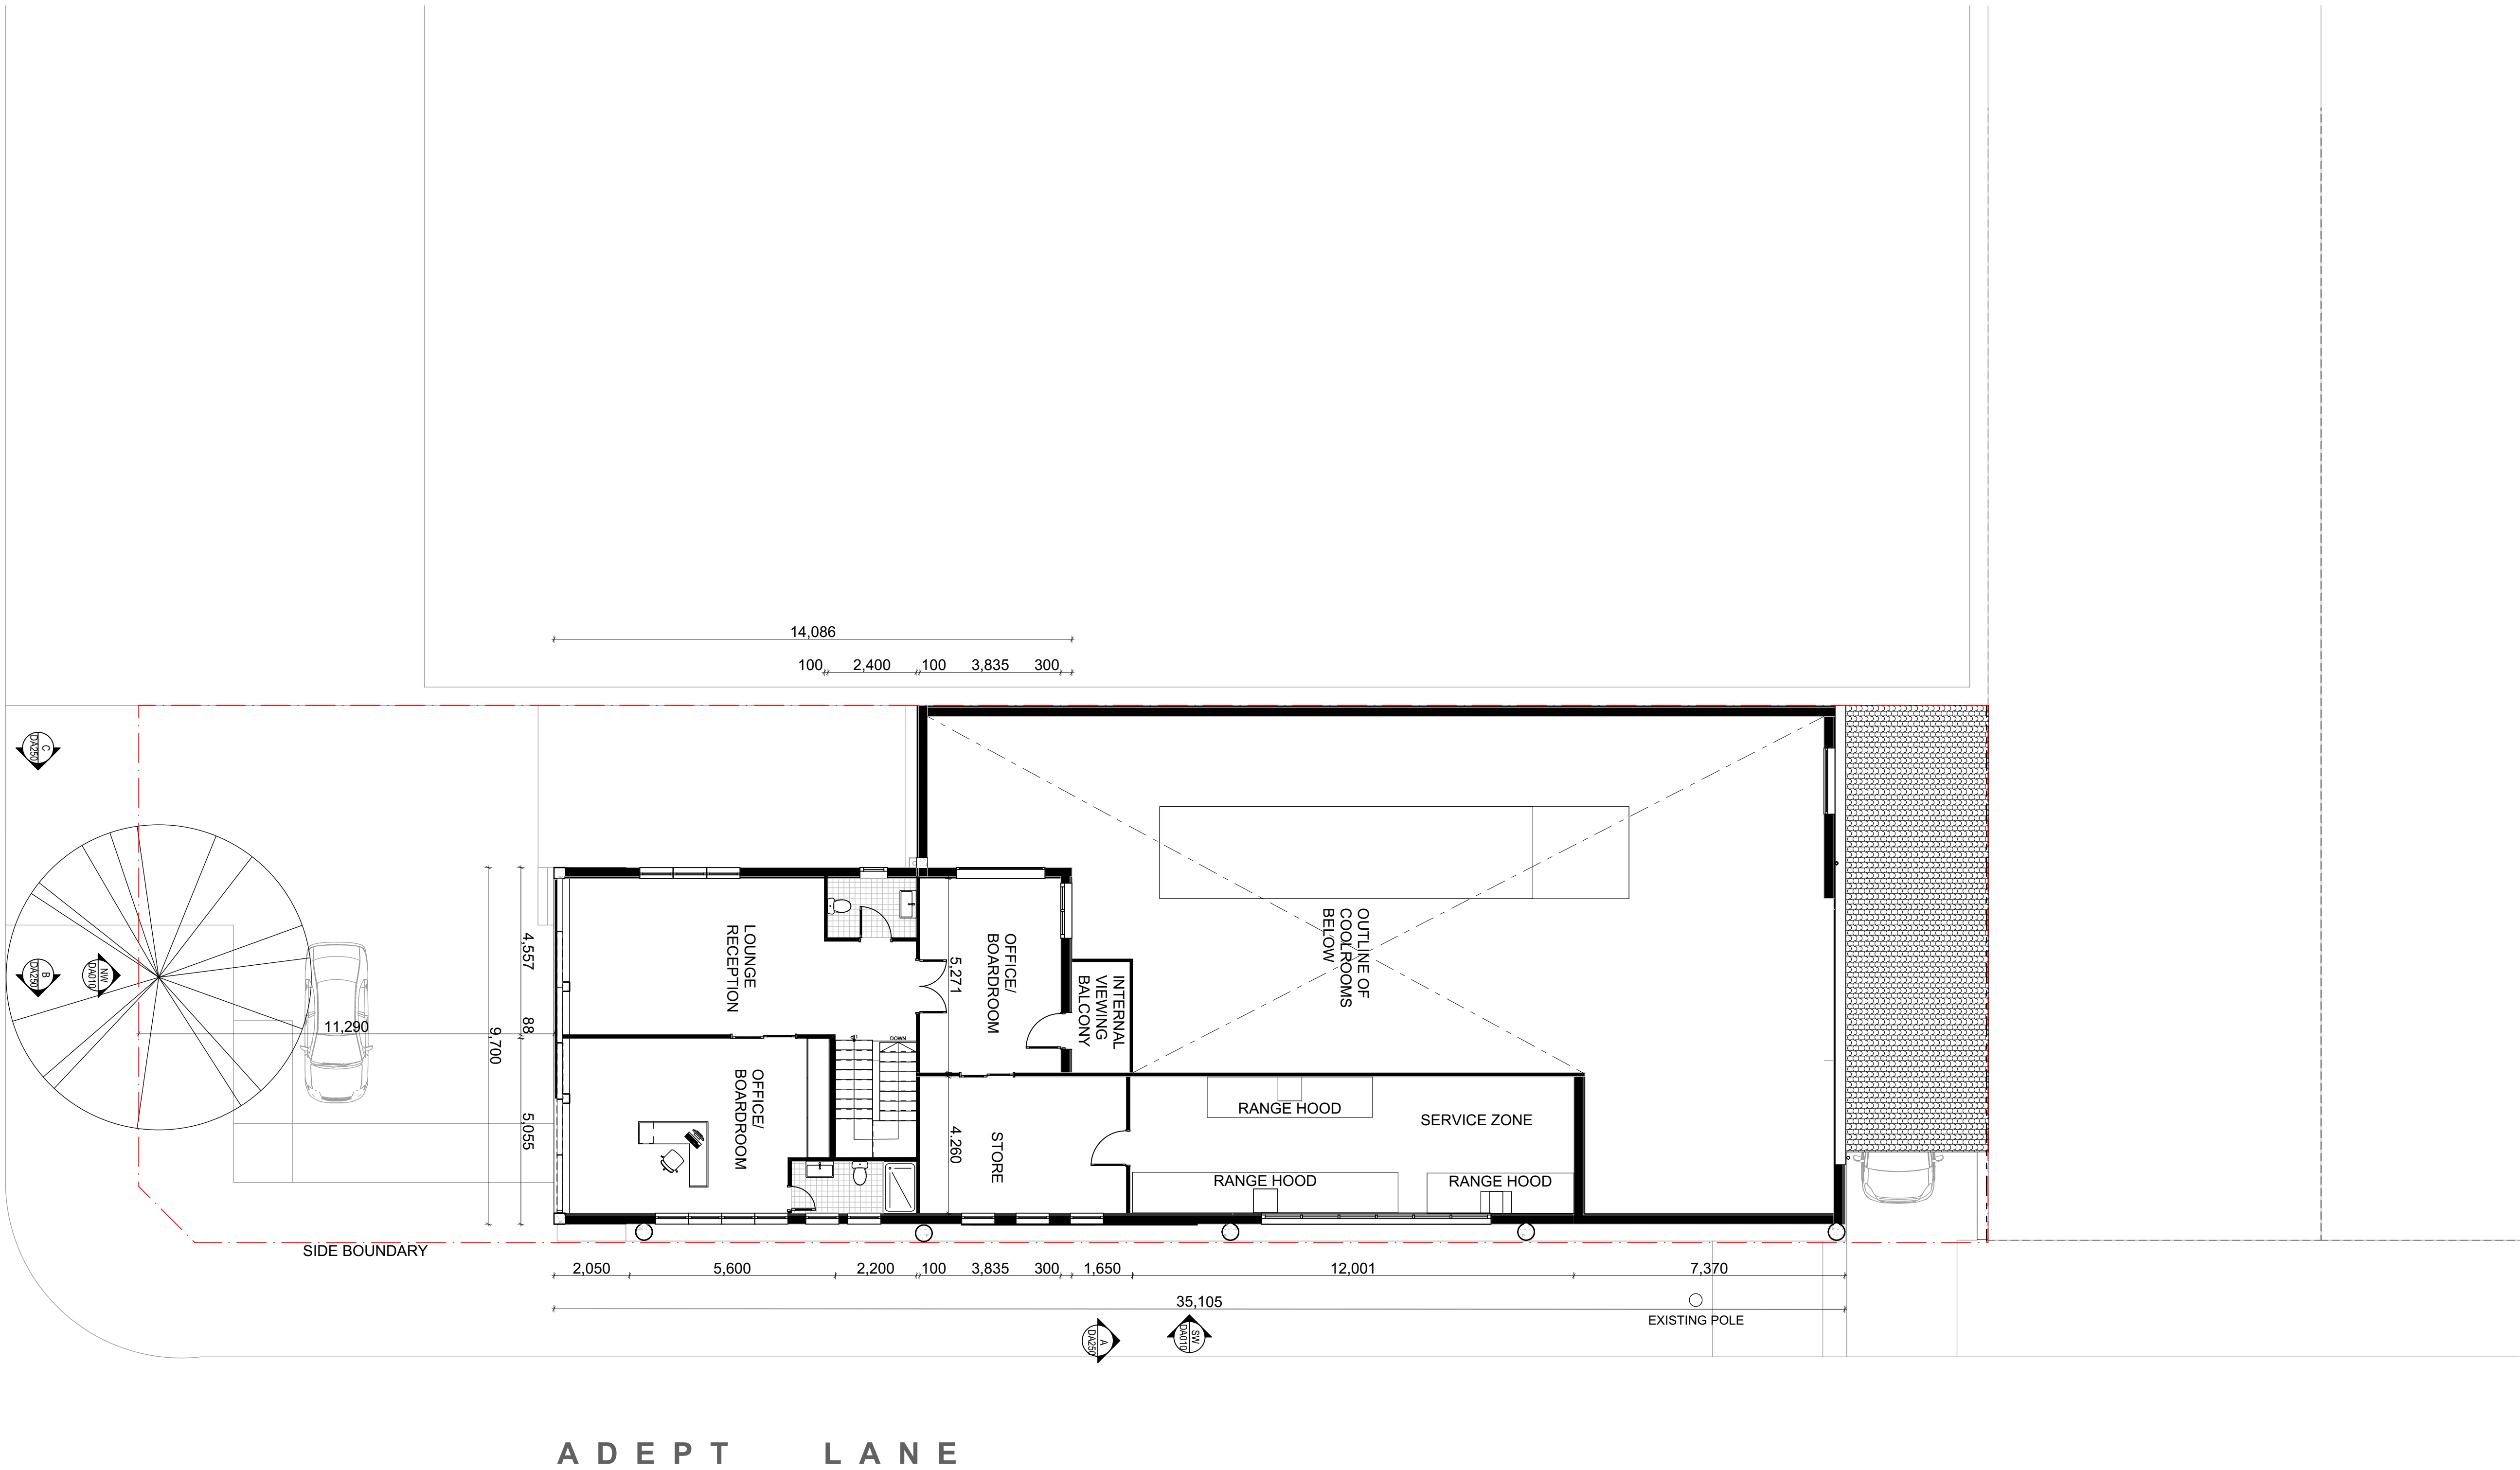 14,086
100 2,400 100 3,835 300
C
DA250
B
DA250
NW
DA010
11,290
4,557
88
5,055
9,700
LOUNGE
RECEPTION
OFFICE/
BOARDROOM
5,271
INTERNAL
VIEWING
BALCONY
OUTLINE OF
COOLROOMS
BELOW
OFFICE/
BOARDROOM
DOWN
4.260
STORE
RANGE HOOD
SERVICE ZONE
RANGE HOOD
RANGE HOOD
SIDE BOUNDARY
2,050 5,600 2,200 100 3,835 300 1,650 12,001 7,370
35,105
EXISTING POLE
A
DA250
SW
DA010
ADEPT LANE